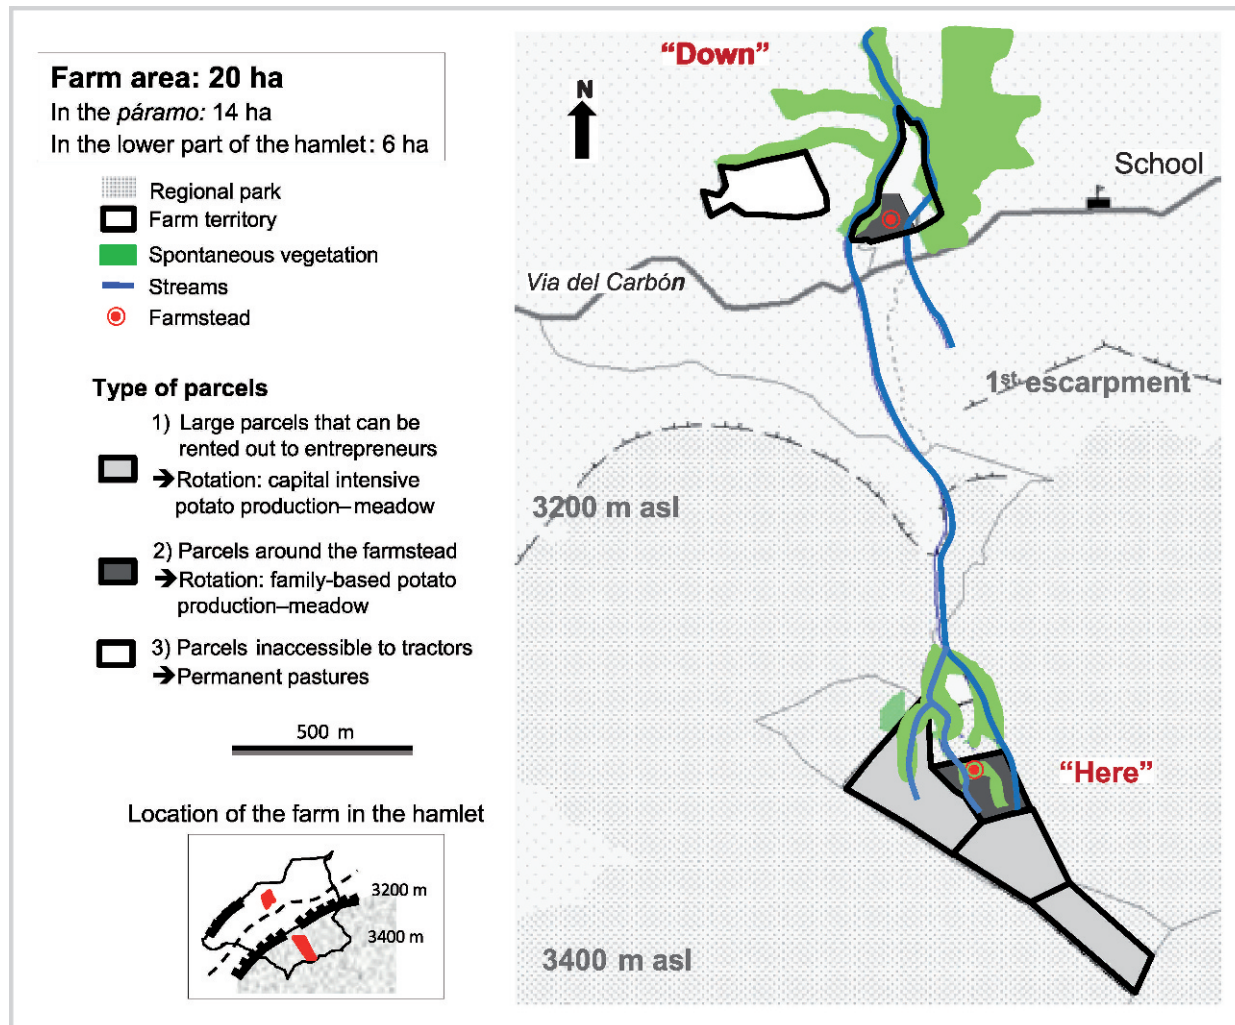 Farm area: 20 ha
In the páramo: 14 ha
In the lower part of the hamlet: 6 ha
Regional park
Farm territory
Spontaneous vegetation
Streams
Farmstead
Type of parcels
1) Large parcels that can be
rented out to entrepreneurs
➔Rotation: capital intensive
potato production–meadow
2) Parcels around the farmstead
➔Rotation: family-based potato
production–meadow
3) Parcels inaccessible to tractors
➔Permanent pastures
500 m
Location of the farm in the hamlet
3200 m
3400 m
“Down”
N
School
Via del Carbón
1st escarpment
3200 m asl
“Here”
3400 m asl